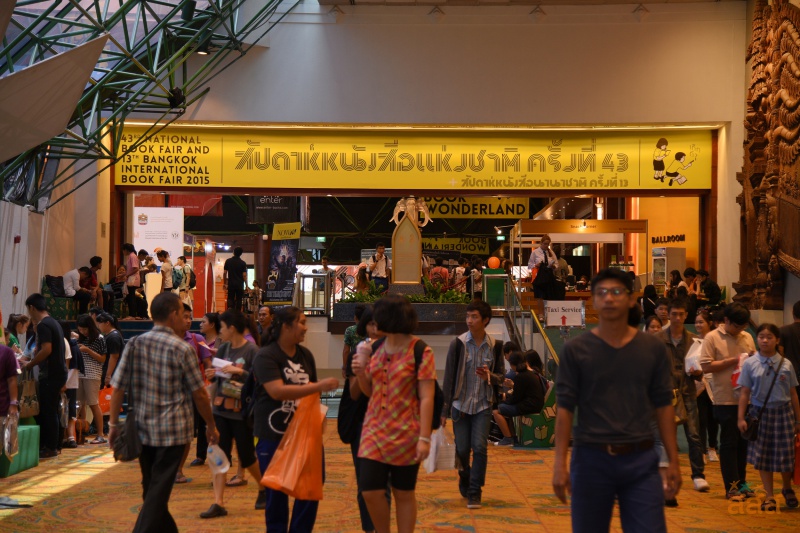 43RD NATIONAL
BOOK FAIR AND
13TH BANGKOK
INTERNATIONAL
BOOK FAIR 2015
สัปดาห์หนังสือแห่งชาติ ครั้งที่ 43
สัปดาห์หนังสือนานาชาติ ครั้งที่ 13
BOOK
WONDERLAND
enter
BALLROOM
Taxi Service